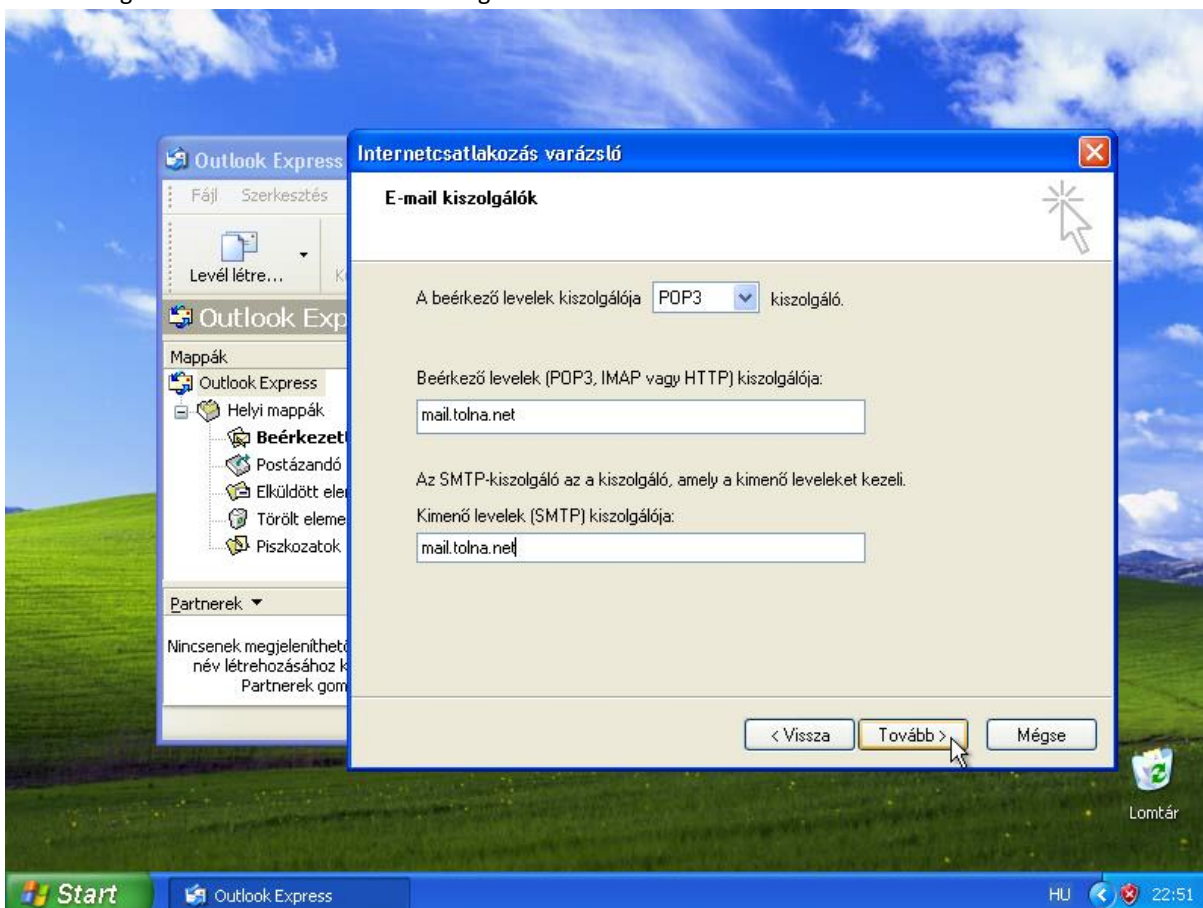 Outlook Express
Internetcsatlakozás varázsló
Fájl Szerkesztés
E-mail kiszolgálók
Levél létre...
A beérkező levelek kiszolgálója POP3 kiszolgáló.
Outlook Exp
Mappák
Outlook Express
Helyi mappák
Beérkezett
Postázandó
Elküldött elem
Törölt eleme
Piszkozatok
Beérkező levelek (POP3, IMAP vagy HTTP) kiszolgálója:
mail.tolna.net
Az SMTP-kiszolgáló az a kiszolgáló, amely a kimenő leveleket kezeli.
Kimenő levelek (SMTP) kiszolgálója:
mail.tolna.net
Partnerek
Nincsenek megjeleníthető
név létrehozásához k
Partnerek gom
< Vissza Tovább > Mégse
Lomtár
Start Outlook Express HU 22:51